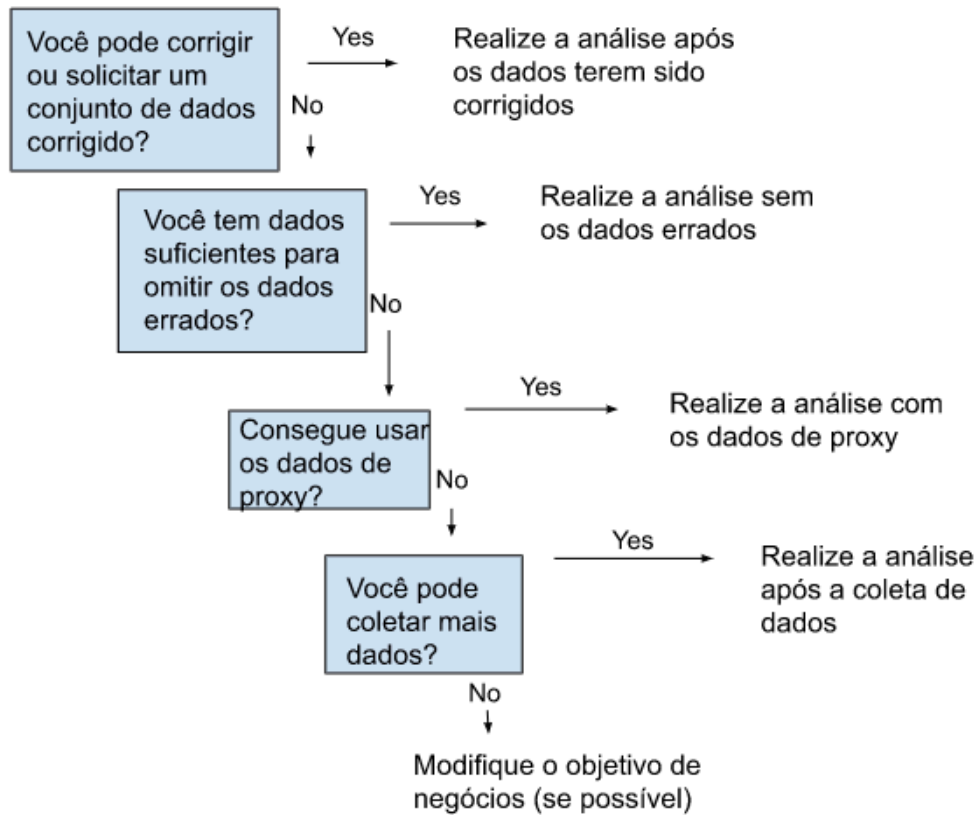 Você pode corrigir
ou solicitar um
conjunto de dados
corrigido?
Yes
Realize a análise após
os dados terem sido
corrigidos
No
Você tem dados
suficientes para
omitir os dados
errados?
Yes
Realize a análise sem
os dados errados
No
Consegue usar
os dados de
proxy?
Yes
Realize a análise com
os dados de proxy
No
Você pode
coletar mais
dados?
Yes
Realize a análise
após a coleta de
dados
No
Modifique o objetivo de
negócios (se possível)